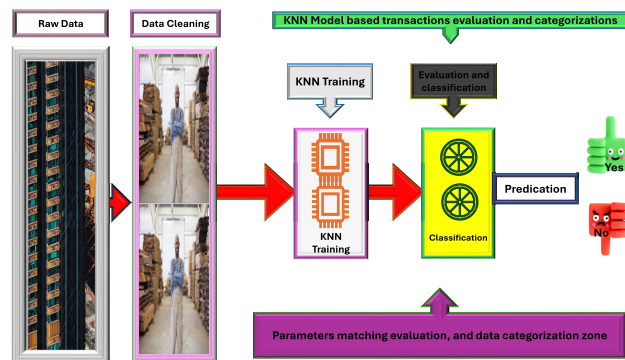 Raw Data
Data Cleaning
KNN Model based transactions evaluation and categorizations
KNN Training
Evaluation and
classification
KNN
Training
Classification
Predication
Yes
No
Parameters matching evaluation, and data categorization zone